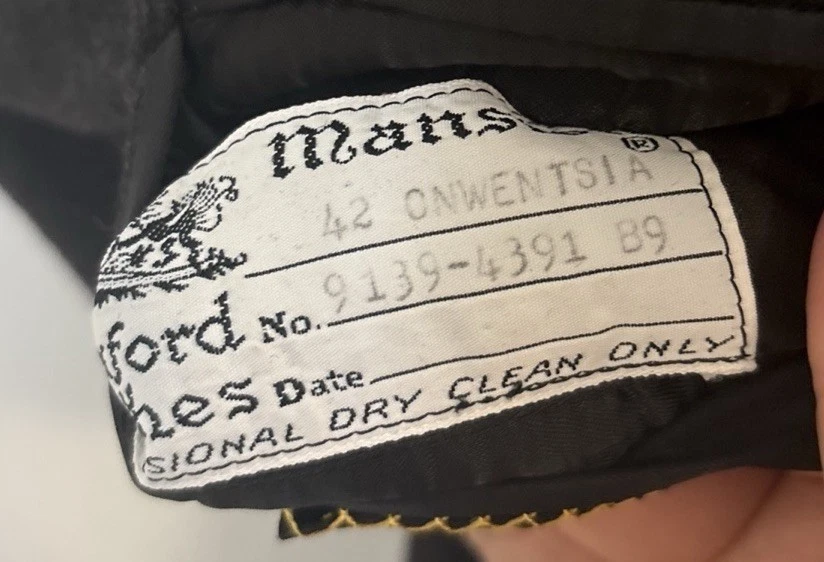 Mans ®
42 ONWENTSIA
ford No. 9139-4391 B9
hes Date
SIONAL DRY CLEAN ONLY